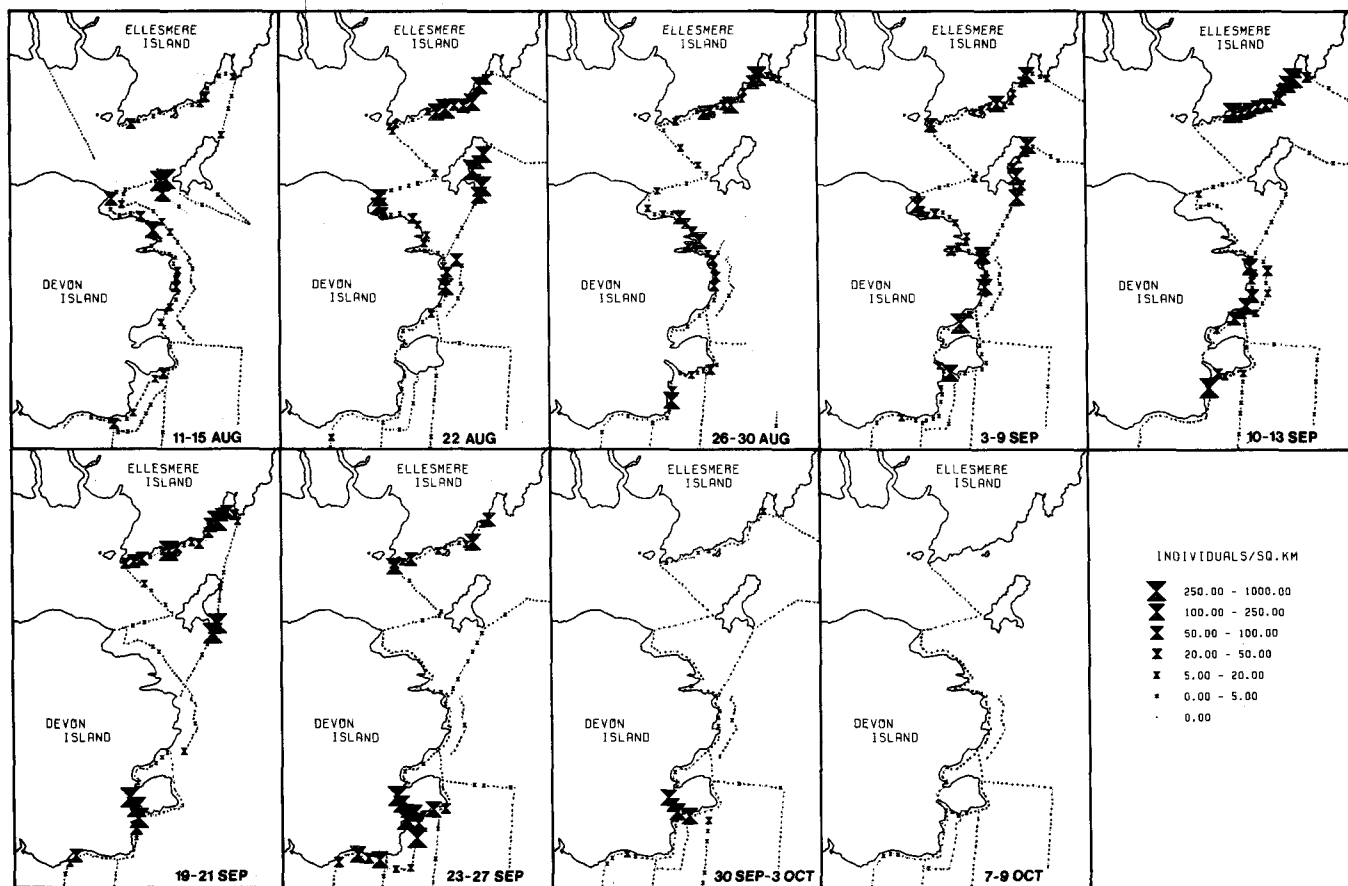 ELLESMERE
ISLAND
DEVON
ISLAND
11-15 AUG
ELLESMERE
ISLAND
DEVON
ISLAND
22 AUG
ELLESMERE
ISLAND
DEVON
ISLAND
26-30 AUG
ELLESMERE
ISLAND
DEVON
ISLAND
3-9 SEP
ELLESMERE
ISLAND
DEVON
ISLAND
10-13 SEP
ELLESMERE
ISLAND
DEVON
ISLAND
19-21 SEP
ELLESMERE
ISLAND
DEVON
ISLAND
23-27 SEP
ELLESMERE
ISLAND
DEVON
ISLAND
30 SEP-3 OCT
ELLESMERE
ISLAND
DEVON
ISLAND
7-9 OCT
INDIVIDUALS/SQ.KM
250.00 - 1000.00
100.00 - 250.00
50.00 - 100.00
20.00 - 50.00
5.00 - 20.00
0.00 - 5.00
0.00